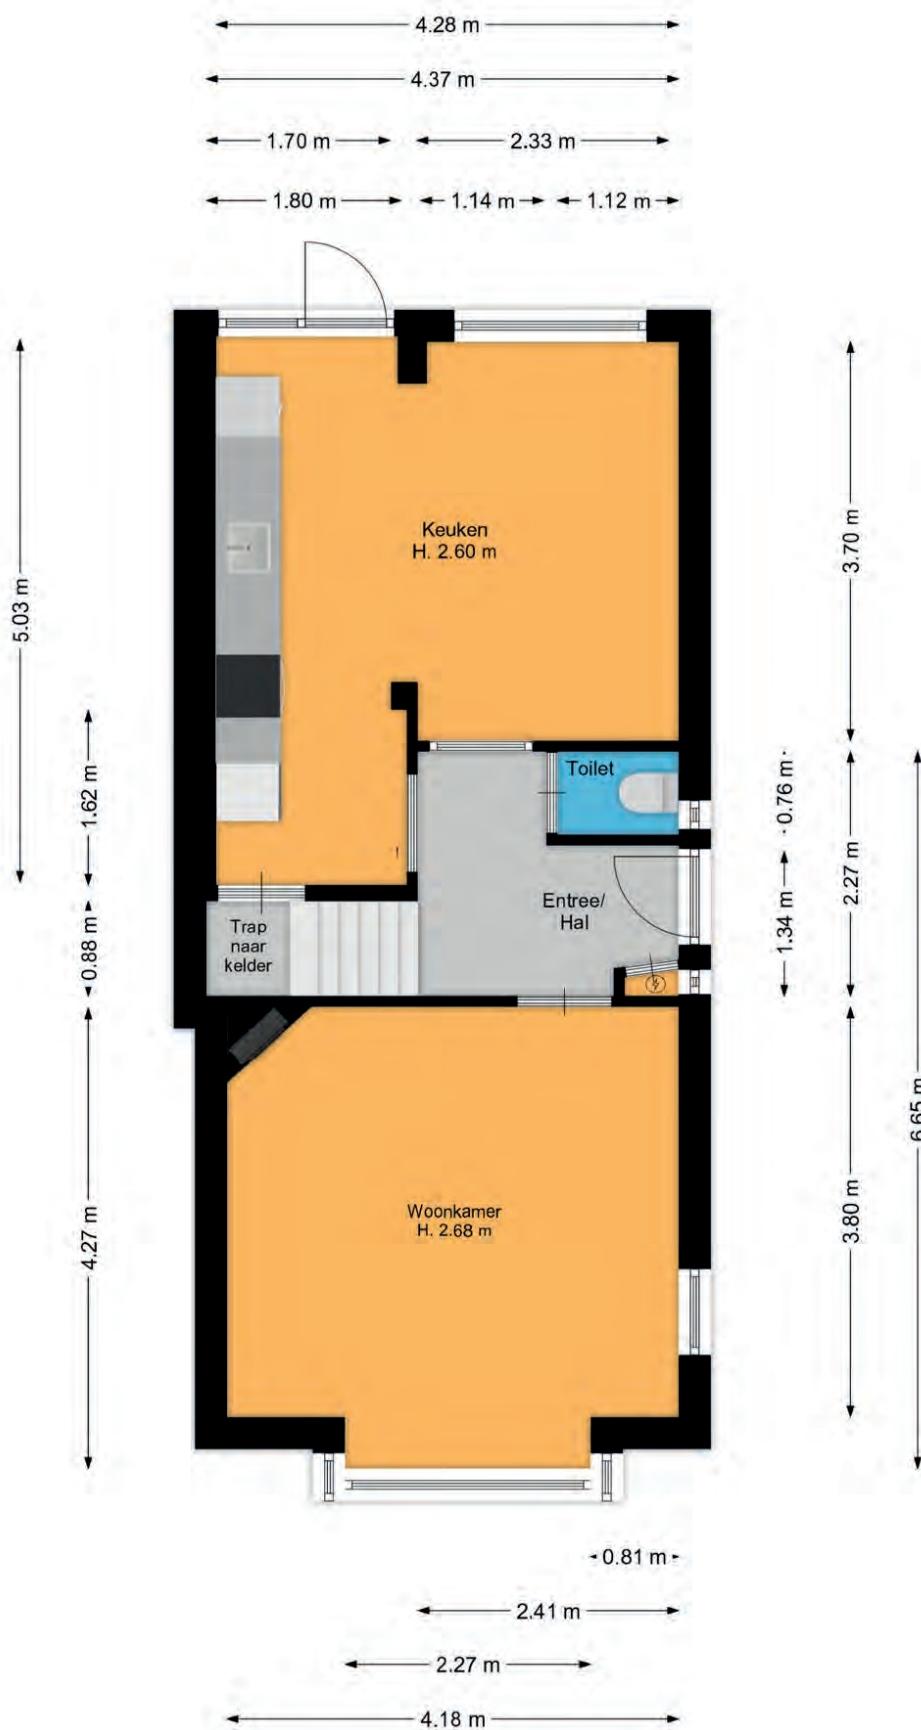 4.28 m
4.37 m
1.70 m
2.33 m
1.80 m
1.14 m
1.12 m
Keuken
H. 2.60 m
3.70 m
5.03 m
Toilet
0.76 m
1.62 m
2.27 m
Entree/
Hal
1.34 m
Trap
naar
kelder
0.88 m
6.65 m
Woonkamer
H. 2.68 m
3.80 m
4.27 m
0.81 m
2.41 m
2.27 m
4.18 m